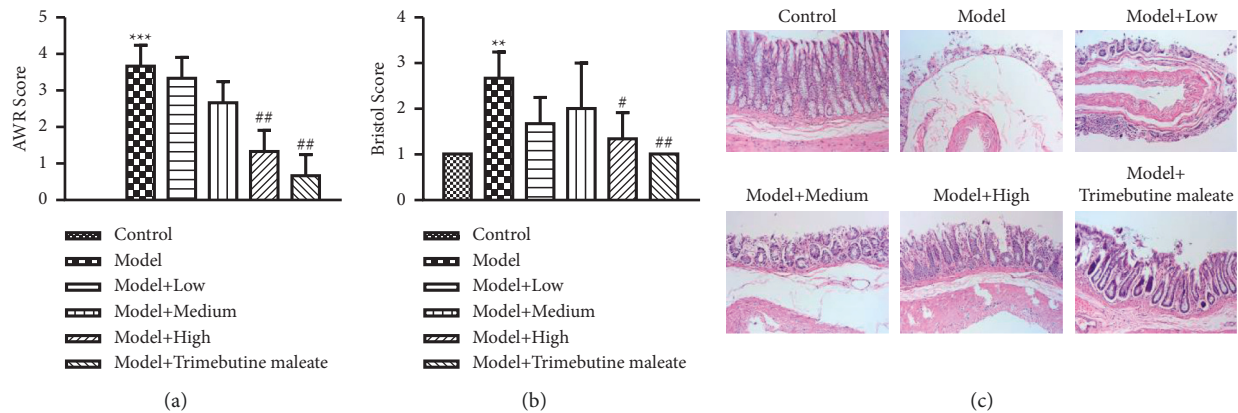 5
4
3
2
1
0
AWR Score
***
##
##
Control
Model
Model+Low
Model+Medium
Model+High
Model+Trimebutine maleate
(a)
4
3
2
1
0
Bristol Score
**
#
##
Control
Model
Model+Low
Model+Medium
Model+High
Model+Trimebutine maleate
(b)
Control
Model
Model+Low
Model+Medium
Model+High
Model+
Trimebutine maleate
(c)